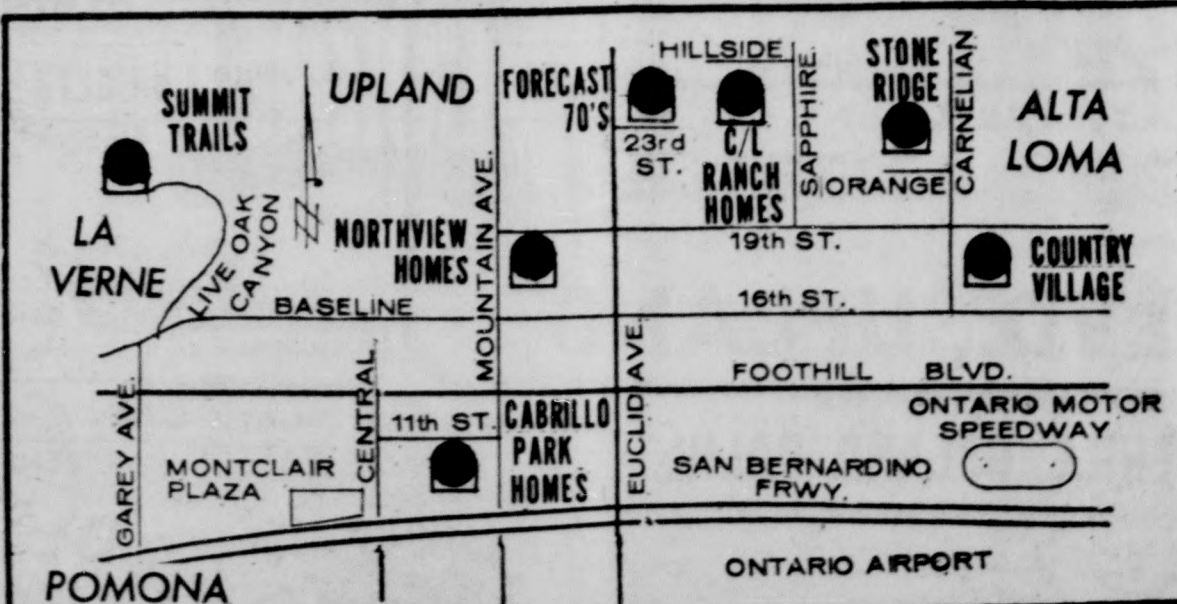 SUMMIT
TRAILS
UPLAND
FORECAST
70'S
HILLSIDE
23rd
ST.
C/L
RANCH
HOMES
SAPPHIRE
STONE
RIDGE
ORANGE
CARNELIAN
ALTA
LOMA
LA
VERNE
LIVE OAK
CANYON
NORTHVIEW
HOMES
MOUNTAIN AVE.
19th ST.
COUNTRY
VILLAGE
BASELINE
16th ST.
GAREY AVE.
CENTRAL
11th ST.
CABRILLO
PARK
HOMES
EUCLID AVE.
FOOTHILL BLVD.
ONTARIO MOTOR
SPEEDWAY
MONTCLAIR
PLAZA
SAN BERNARDINO
FRWY.
POMONA
ONTARIO AIRPORT